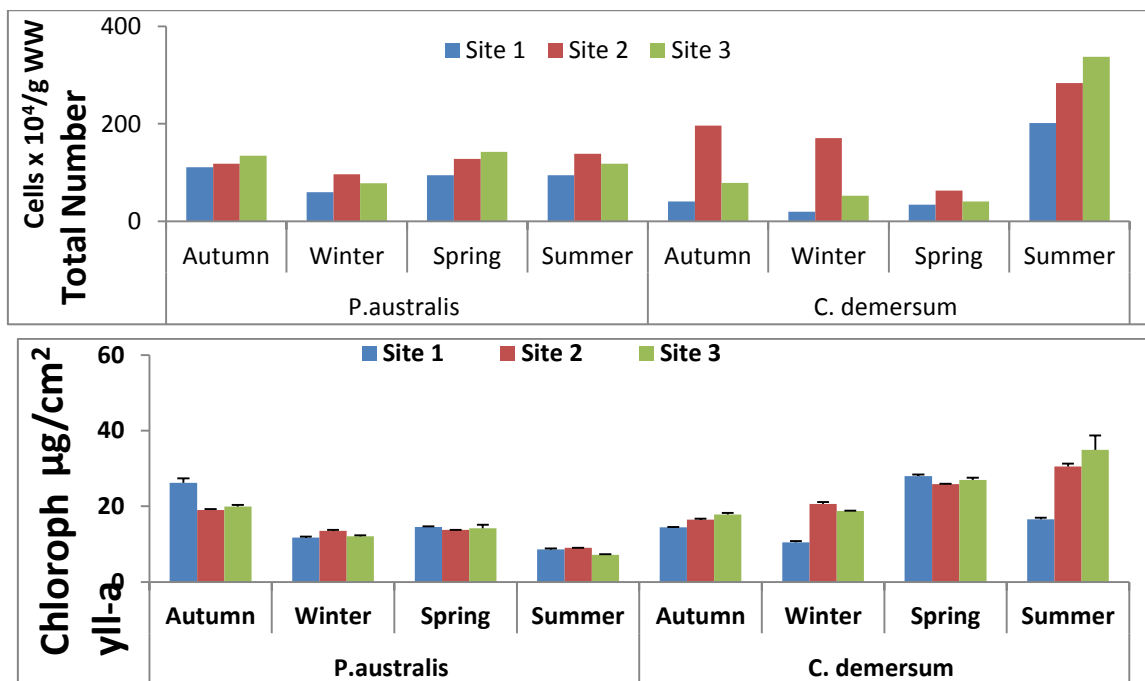 Cells x 10⁴/g WW
Total Number
400
200
0
Site 1 Site 2 Site 3
Autumn Winter Spring Summer Autumn Winter Spring Summer
P.australis C. demersum
Chloroph µg/cm²
yll-a
60
40
20
0
Site 1 Site 2 Site 3
Autumn Winter Spring Summer Autumn Winter Spring Summer
P.australis C. demersum